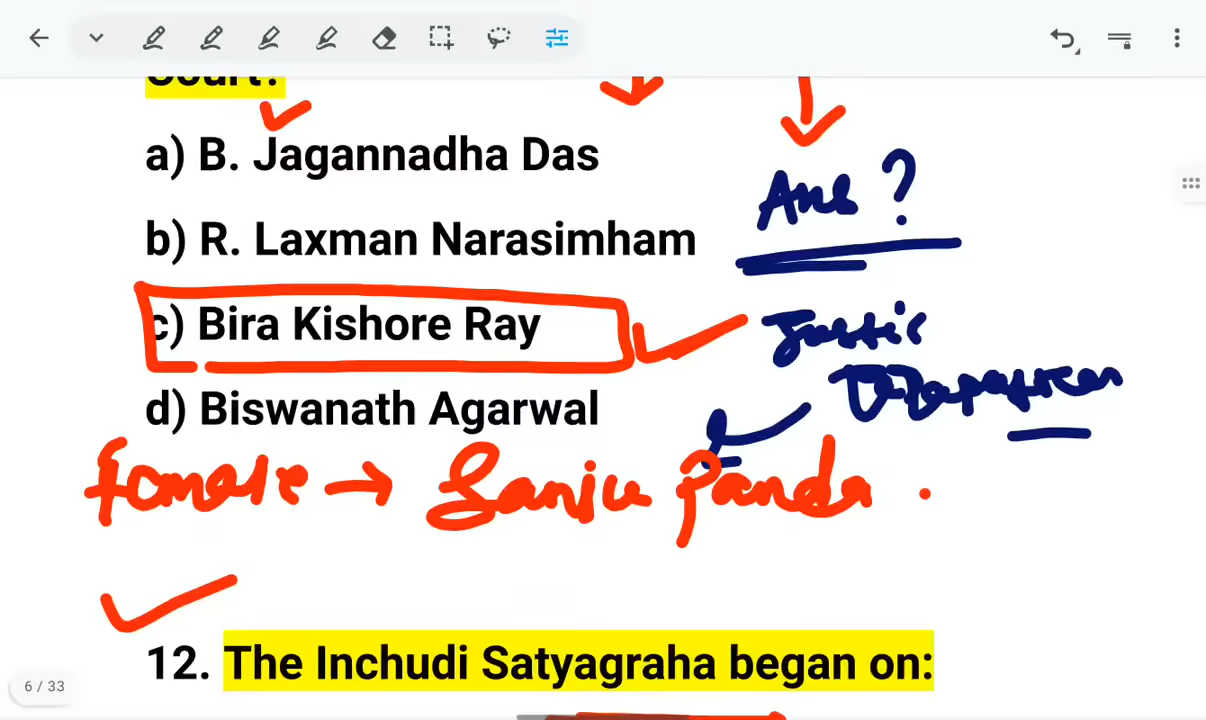 Court?
a) B. Jagannadha Das
Ans ?
b) R. Laxman Narasimham
c) Bira Kishore Ray
d) Biswanath Agarwal
female → Sanju Panda .
12. The Inchudi Satyagraha began on:
6 / 33